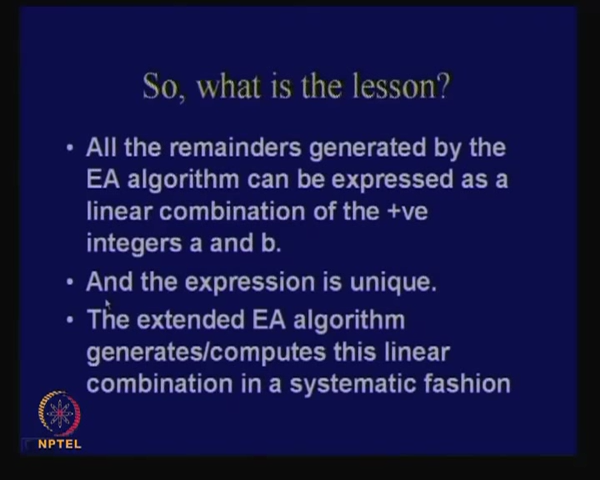 So, what is the lesson?
• All the remainders generated by the
EA algorithm can be expressed as a
linear combination of the +ve
integers a and b.
• And the expression is unique.
• The extended EA algorithm
generates/computes this linear
combination in a systematic fashion
NPTEL